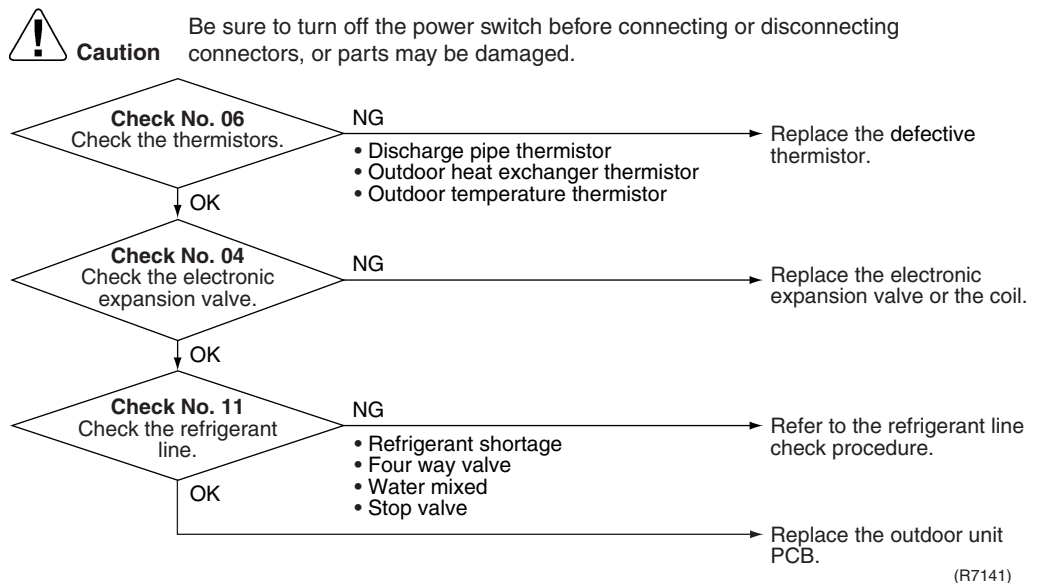 Be sure to turn off the power switch before connecting or disconnecting
Caution connectors, or parts may be damaged.
Check No. 06
Check the thermistors.
NG
• Discharge pipe thermistor
• Outdoor heat exchanger thermistor
• Outdoor temperature thermistor
Replace the defective
thermistor.
OK
Check No. 04
Check the electronic
expansion valve.
NG
Replace the electronic
expansion valve or the coil.
OK
Check No. 11
Check the refrigerant
line.
NG
• Refrigerant shortage
• Four way valve
• Water mixed
• Stop valve
Refer to the refrigerant line
check procedure.
OK
Replace the outdoor unit
PCB.
(R7141)